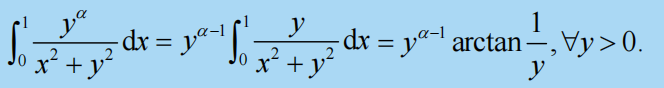 ∫₀¹ y^α/(x² + y²) dx = y^(α−1) ∫₀¹ y/(x² + y²) dx = y^(α−1) arctan 1/y, ∀y > 0.